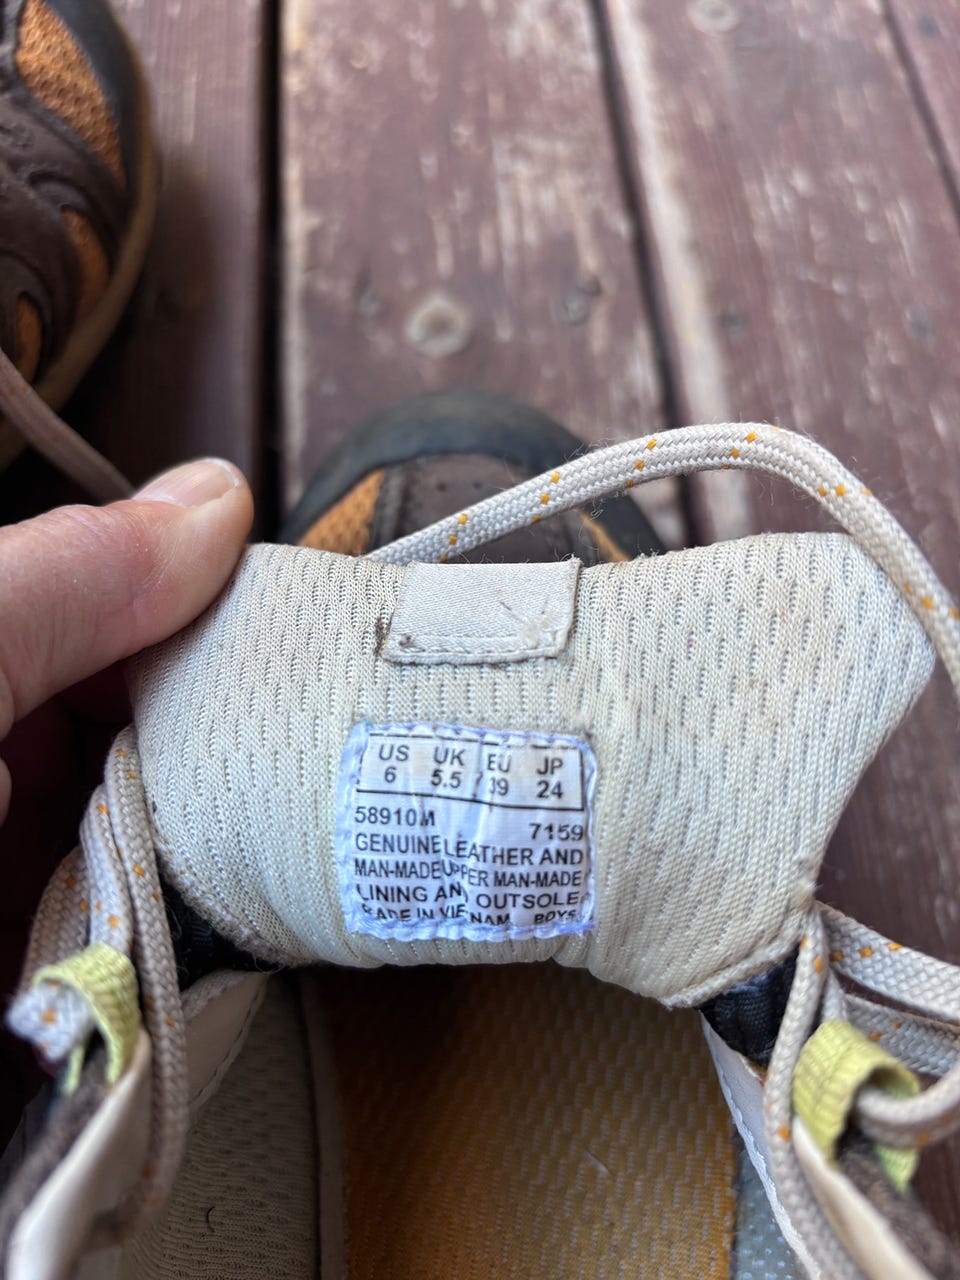 US UK EU JP
6 5.5 39 24
58910M 7159
GENUINE LEATHER AND
MAN-MADE UPPER MAN-MADE
LINING AND OUTSOLE
MADE IN VIETNAM BOYS